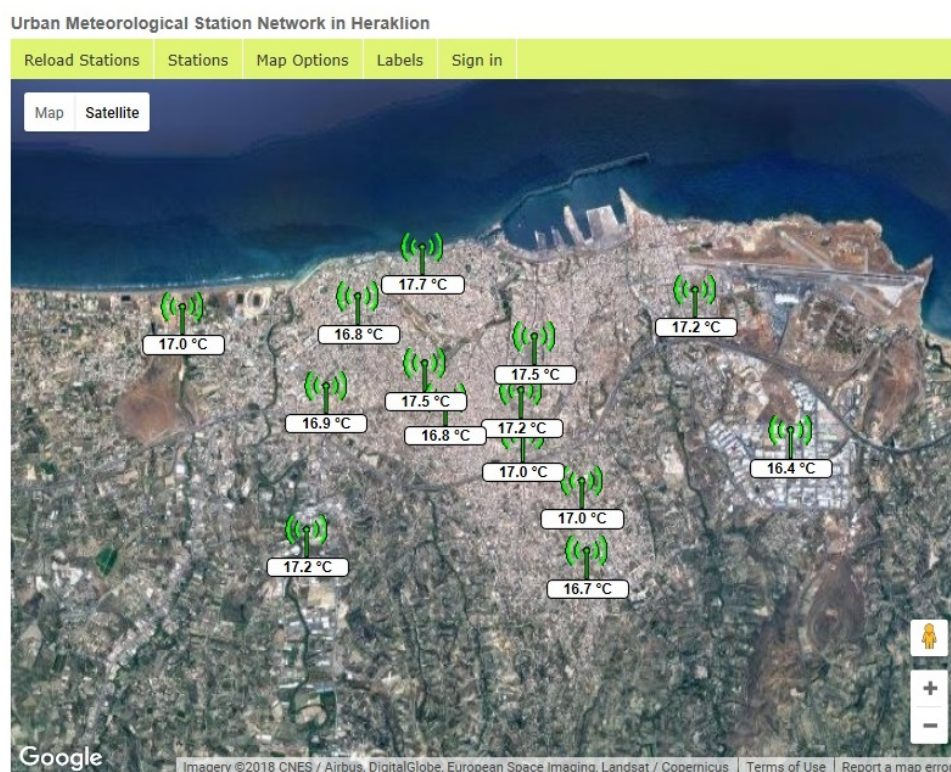 Urban Meteorological Station Network in Heraklion
Reload Stations Stations Map Options Labels Sign in
Map Satellite
17.7 °C
17.2 °C
16.8 °C
17.0 °C
17.5 °C
17.5 °C
16.9 °C
17.2 °C
16.8 °C
16.4 °C
17.0 °C
17.0 °C
17.2 °C
16.7 °C
+
−
Google
Imagery ©2018 CNES / Airbus, DigitalGlobe, European Space Imaging, Landsat / Copernicus Terms of Use Report a map error